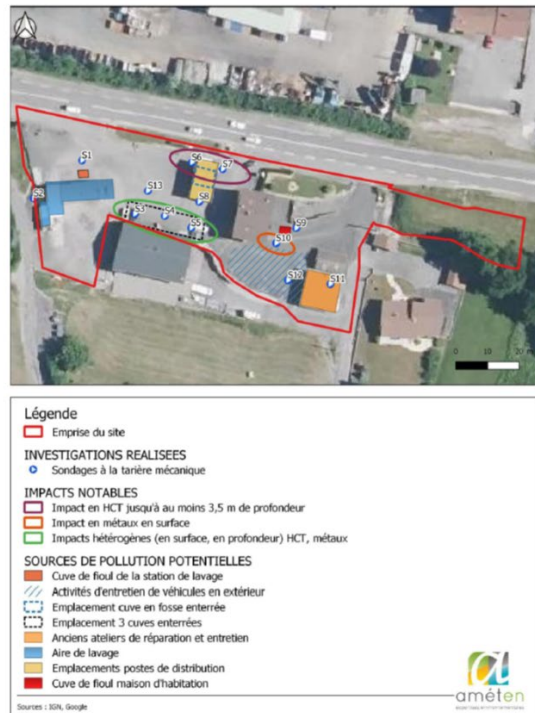 S1
S2
S6
S7
S13
S8
S3
S4
S5
S9
S10
S12
S11
0 10 20 m
Légende
Emprise du site
INVESTIGATIONS REALISEES
Sondages à la tarière mécanique
IMPACTS NOTABLES
Impact en HCT jusqu'à au moins 3,5 m de profondeur
Impact en métaux en surface
Impacts hétérogènes (en surface, en profondeur) HCT, métaux
SOURCES DE POLLUTION POTENTIELLES
Cuve de fioul de la station de lavage
Activités d'entretien de véhicules en extérieur
Emplacement cuve en fosse enterrée
Emplacement 3 cuves enterrées
Anciens ateliers de réparation et entretien
Aire de lavage
Emplacements postes de distribution
Cuve de fioul maison d'habitation
améten
Sources : IGN, Google